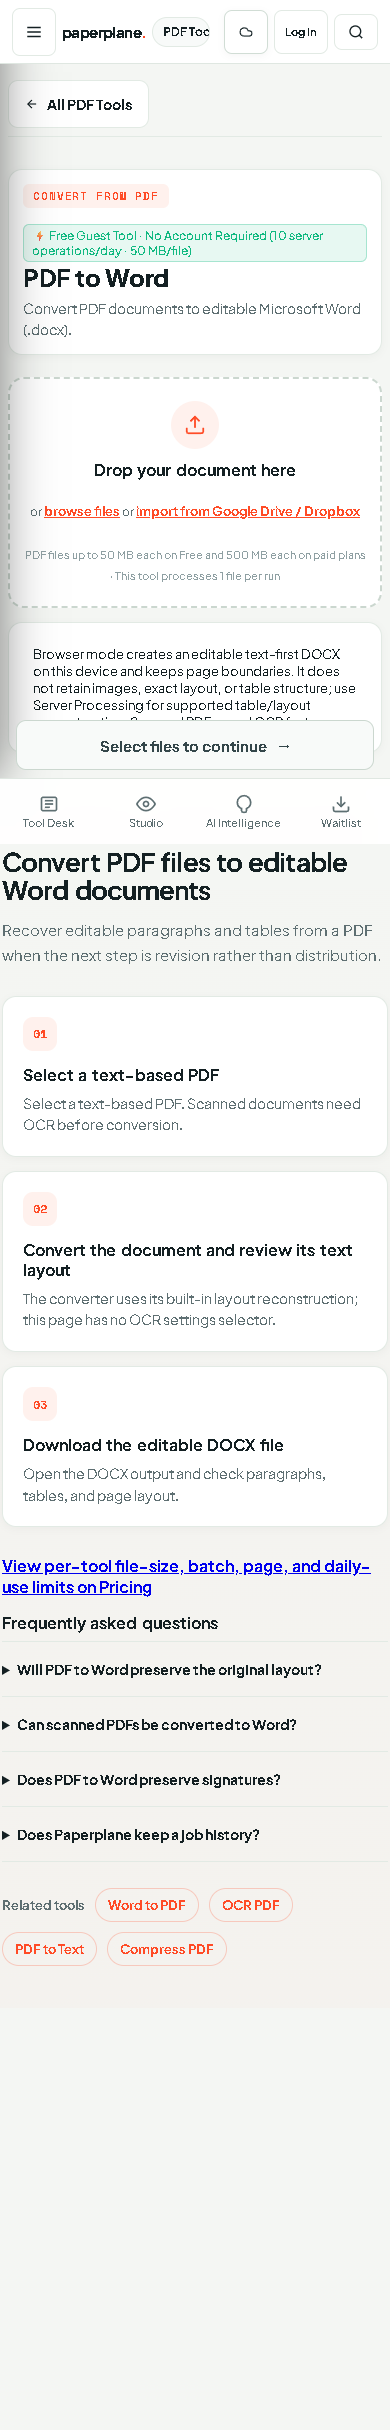 paperplane.
PDF Too
Log In
← All PDF Tools
CONVERT FROM PDF
Free Guest Tool · No Account Required (10 server
operations/day · 50 MB/file)
PDF to Word
Convert PDF documents to editable Microsoft Word
(.docx).
Drop your document here
or browse files or import from Google Drive / Dropbox
PDF files up to 50 MB each on Free and 500 MB each on paid plans
· This tool processes 1 file per run
Browser mode creates an editable text-first DOCX
on this device and keeps page boundaries. It does
not retain images, exact layout, or table structure; use
Server Processing for supported table/layout
Select files to continue →
Tool Desk
Studio
AI Intelligence
Waitlist
Convert PDF files to editable
Word documents
Recover editable paragraphs and tables from a PDF
when the next step is revision rather than distribution.
01
Select a text-based PDF
Select a text-based PDF. Scanned documents need
OCR before conversion.
02
Convert the document and review its text
layout
The converter uses its built-in layout reconstruction;
this page has no OCR settings selector.
03
Download the editable DOCX file
Open the DOCX output and check paragraphs,
tables, and page layout.
View per-tool file-size, batch, page, and daily-
use limits on Pricing
Frequently asked questions
Will PDF to Word preserve the original layout?
Can scanned PDFs be converted to Word?
Does PDF to Word preserve signatures?
Does Paperplane keep a job history?
Related tools
Word to PDF
OCR PDF
PDF to Text
Compress PDF